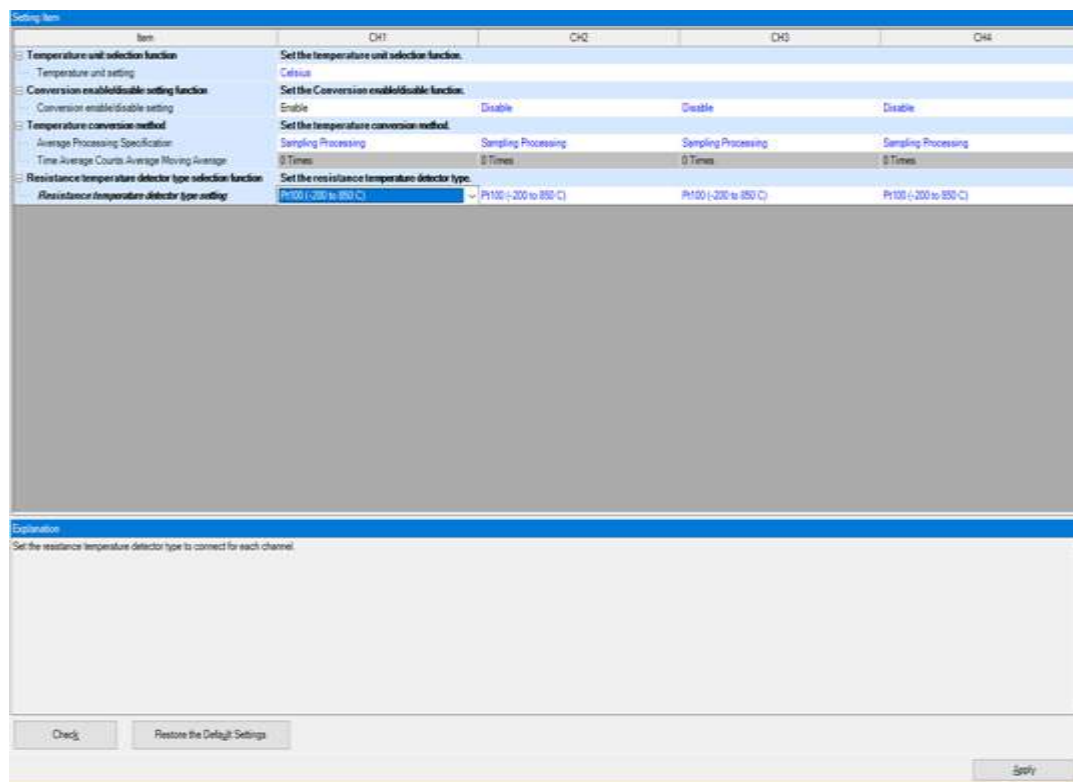 Setting Item
Item CH1 CH2 CH3 CH4
Temperature unit selection function Set the temperature unit selection function.
Temperature unit setting Celsius
Conversion enable/disable setting function Set the Conversion enable/disable function.
Conversion enable/disable setting Enable Disable Disable Disable
Temperature conversion method Set the temperature conversion method.
Average Processing Specification Sampling Processing Sampling Processing Sampling Processing Sampling Processing
Time Average Counts Average Moving Average 0 Times 0 Times 0 Times 0 Times
Resistance temperature detector type selection function Set the resistance temperature detector type.
Resistance temperature detector type setting Pt100 (-200 to 850 C) Pt100 (-200 to 850 C) Pt100 (-200 to 850 C) Pt100 (-200 to 850 C)
Explanation
Set the resistance temperature detector type to connect for each channel.
Check Restore the Default Settings
Apply